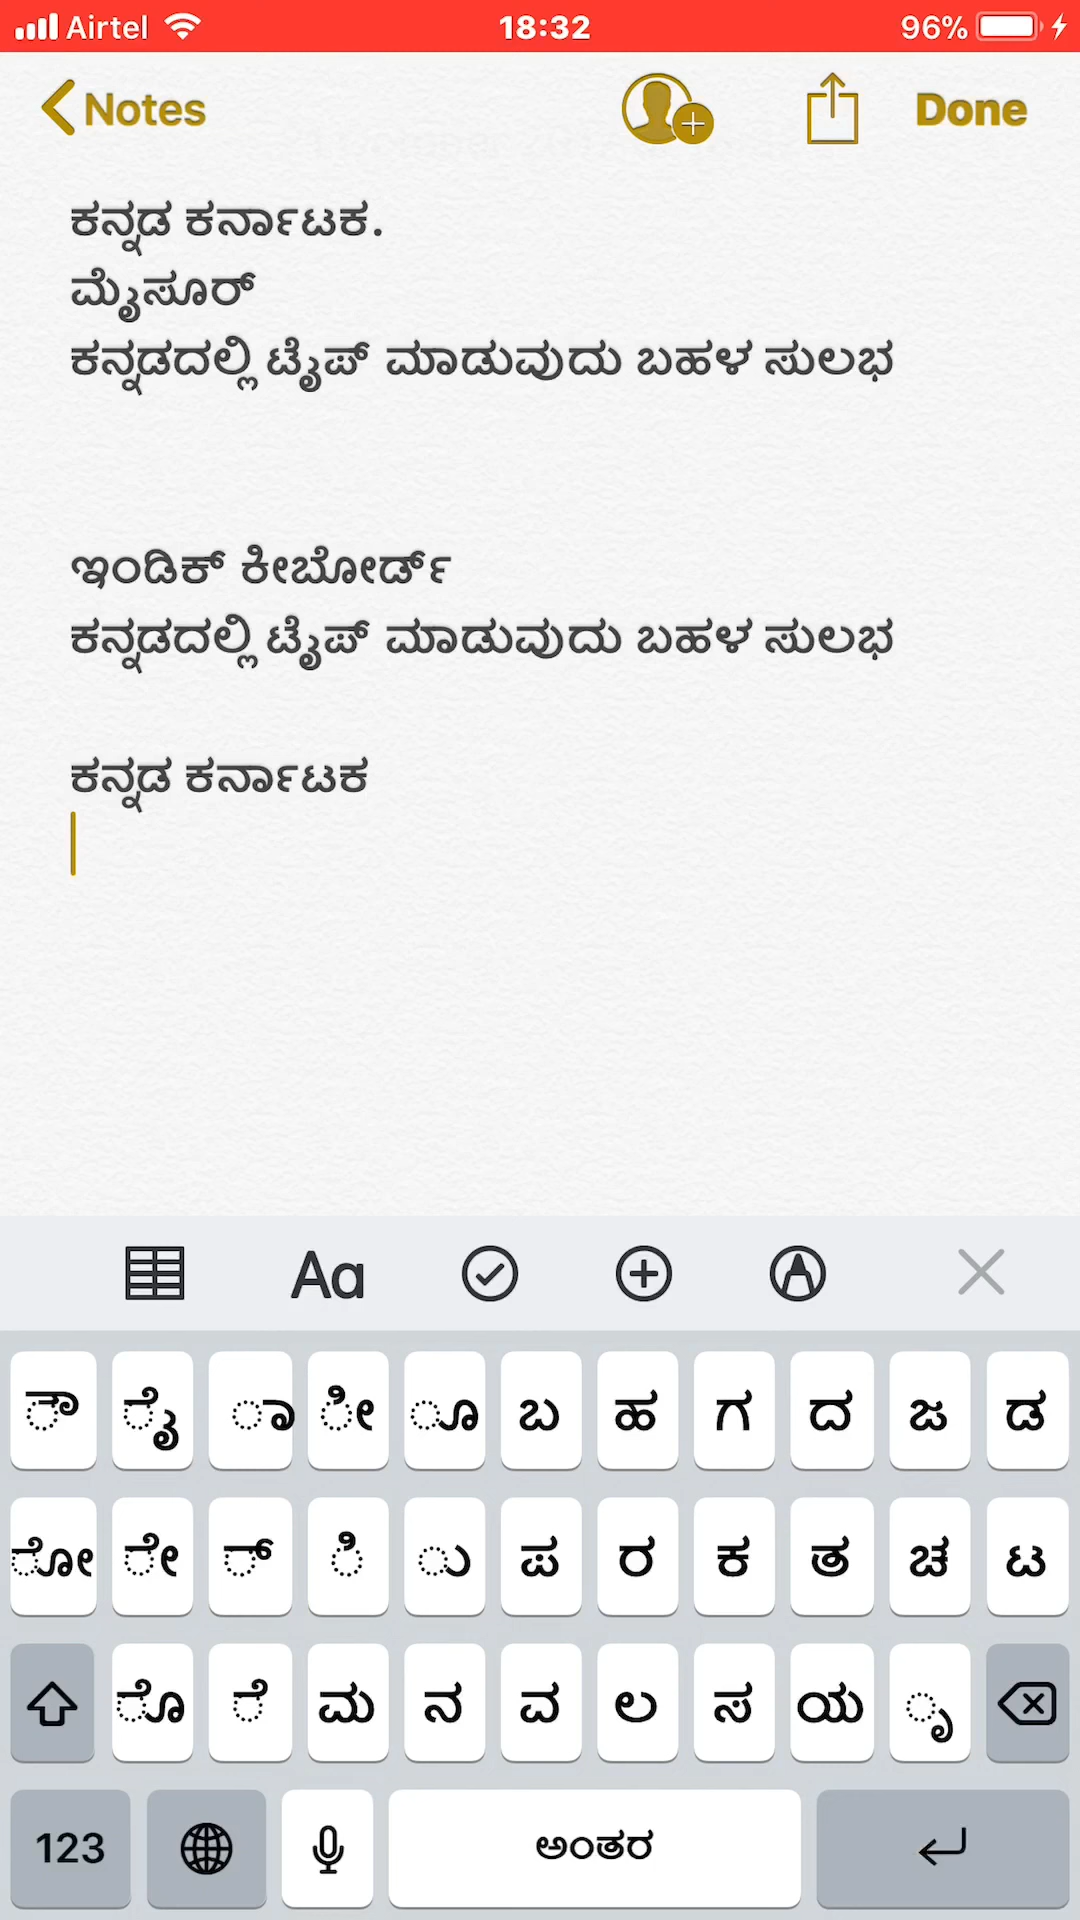 Airtel 18:32 96%
Notes Done
ಕನ್ನಡ ಕರ್ನಾಟಕ.
ಮೈಸೂರ್
ಕನ್ನಡದಲ್ಲಿ ಟೈಪ್ ಮಾಡುವುದು ಬಹಳ ಸುಲಭ
ಇಂಡಿಕ್ ಕೀಬೋರ್ಡ್
ಕನ್ನಡದಲ್ಲಿ ಟೈಪ್ ಮಾಡುವುದು ಬಹಳ ಸುಲಭ
ಕನ್ನಡ ಕರ್ನಾಟಕ
Aa
ೌ ೈ ಾ ೀ ೂ ಬ ಹ ಗ ದ ಜ ಡ
ೋ ೇ ್ ಿ ು ಪ ರ ಕ ತ ಚ ಟ
ೊ ೆ ಮ ನ ವ ಲ ಸ ಯ ೃ
123 ಅಂತರ